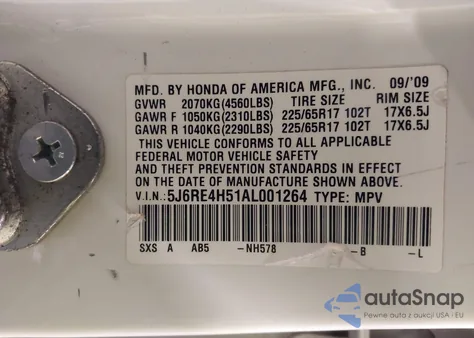 MFD. BY HONDA OF AMERICA MFG., INC. 09/'09
GVWR 2070KG(4560LBS) TIRE SIZE RIM SIZE
GAWR F 1050KG(2310LBS) 225/65R17 102T 17X6.5J
GAWR R 1040KG(2290LBS) 225/65R17 102T 17X6.5J
THIS VEHICLE CONFORMS TO ALL APPLICABLE
FEDERAL MOTOR VEHICLE SAFETY
AND THEFT PREVENTION STANDARDS IN EFFECT
ON THE DATE OF MANUFACTURE SHOWN ABOVE.
V.I.N.: 5J6RE4H51AL001264 TYPE: MPV
SXS A AB5 -NH578 -B -L
autoSnap
Pewne auta z aukcji USA - EU